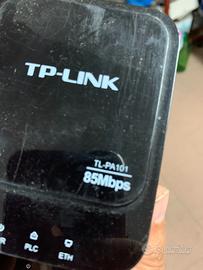 TP-LINK
TL-PA101
85Mbps
R PLC ETH